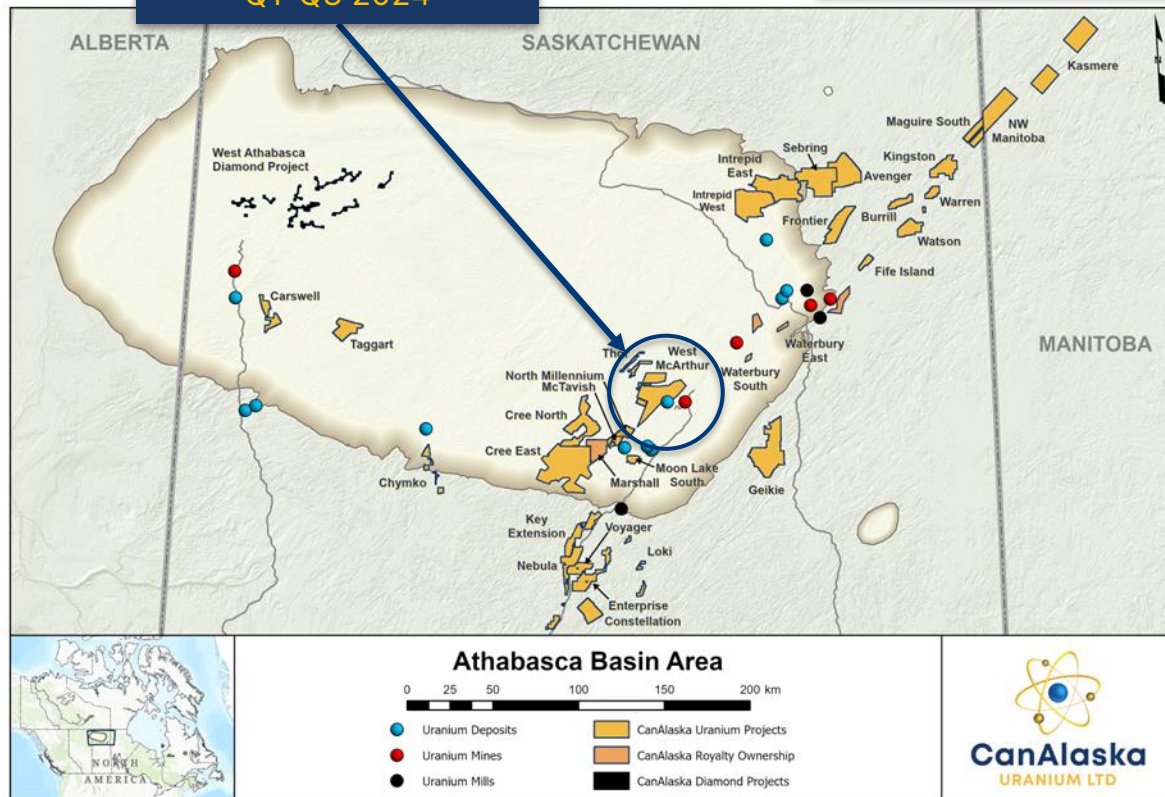 Q1-Q3 2024
ALBERTA
SASKATCHEWAN
MANITOBA
N
Kasmere
Maguire South
NW
Manitoba
Sebring
Kingston
Intrepid
East
Avenger
Warren
Intrepid
West
Frontier
Burrill
Watson
Fife Island
West Athabasca
Diamond Project
Carswell
Taggart
Waterbury
East
West
McArthur
Waterbury
South
North Millennium
McTavish
Cree North
Cree East
Moon Lake
South
Marshall
Chymko
Geikie
Key
Extension
Voyager
Loki
Nebula
Enterprise
Constellation
NORTH
AMERICA
Athabasca Basin Area
0 25 50 100 150 200 km
Uranium Deposits
CanAlaska Uranium Projects
Uranium Mines
CanAlaska Royalty Ownership
Uranium Mills
CanAlaska Diamond Projects
CanAlaska
URANIUM LTD